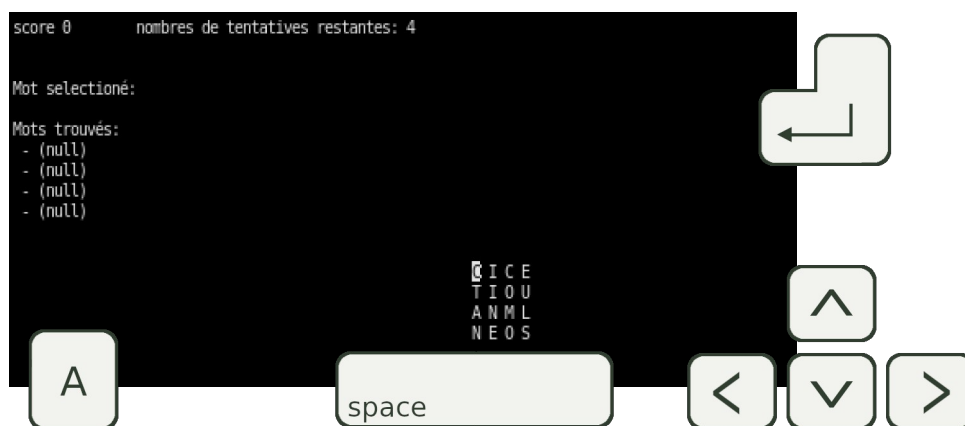 score 0 nombres de tentatives restantes: 4
Mot selectioné:
Mots trouvés:
- (null)
- (null)
- (null)
- (null)
C I C E
T I O U
A N M L
N E O S
A
space